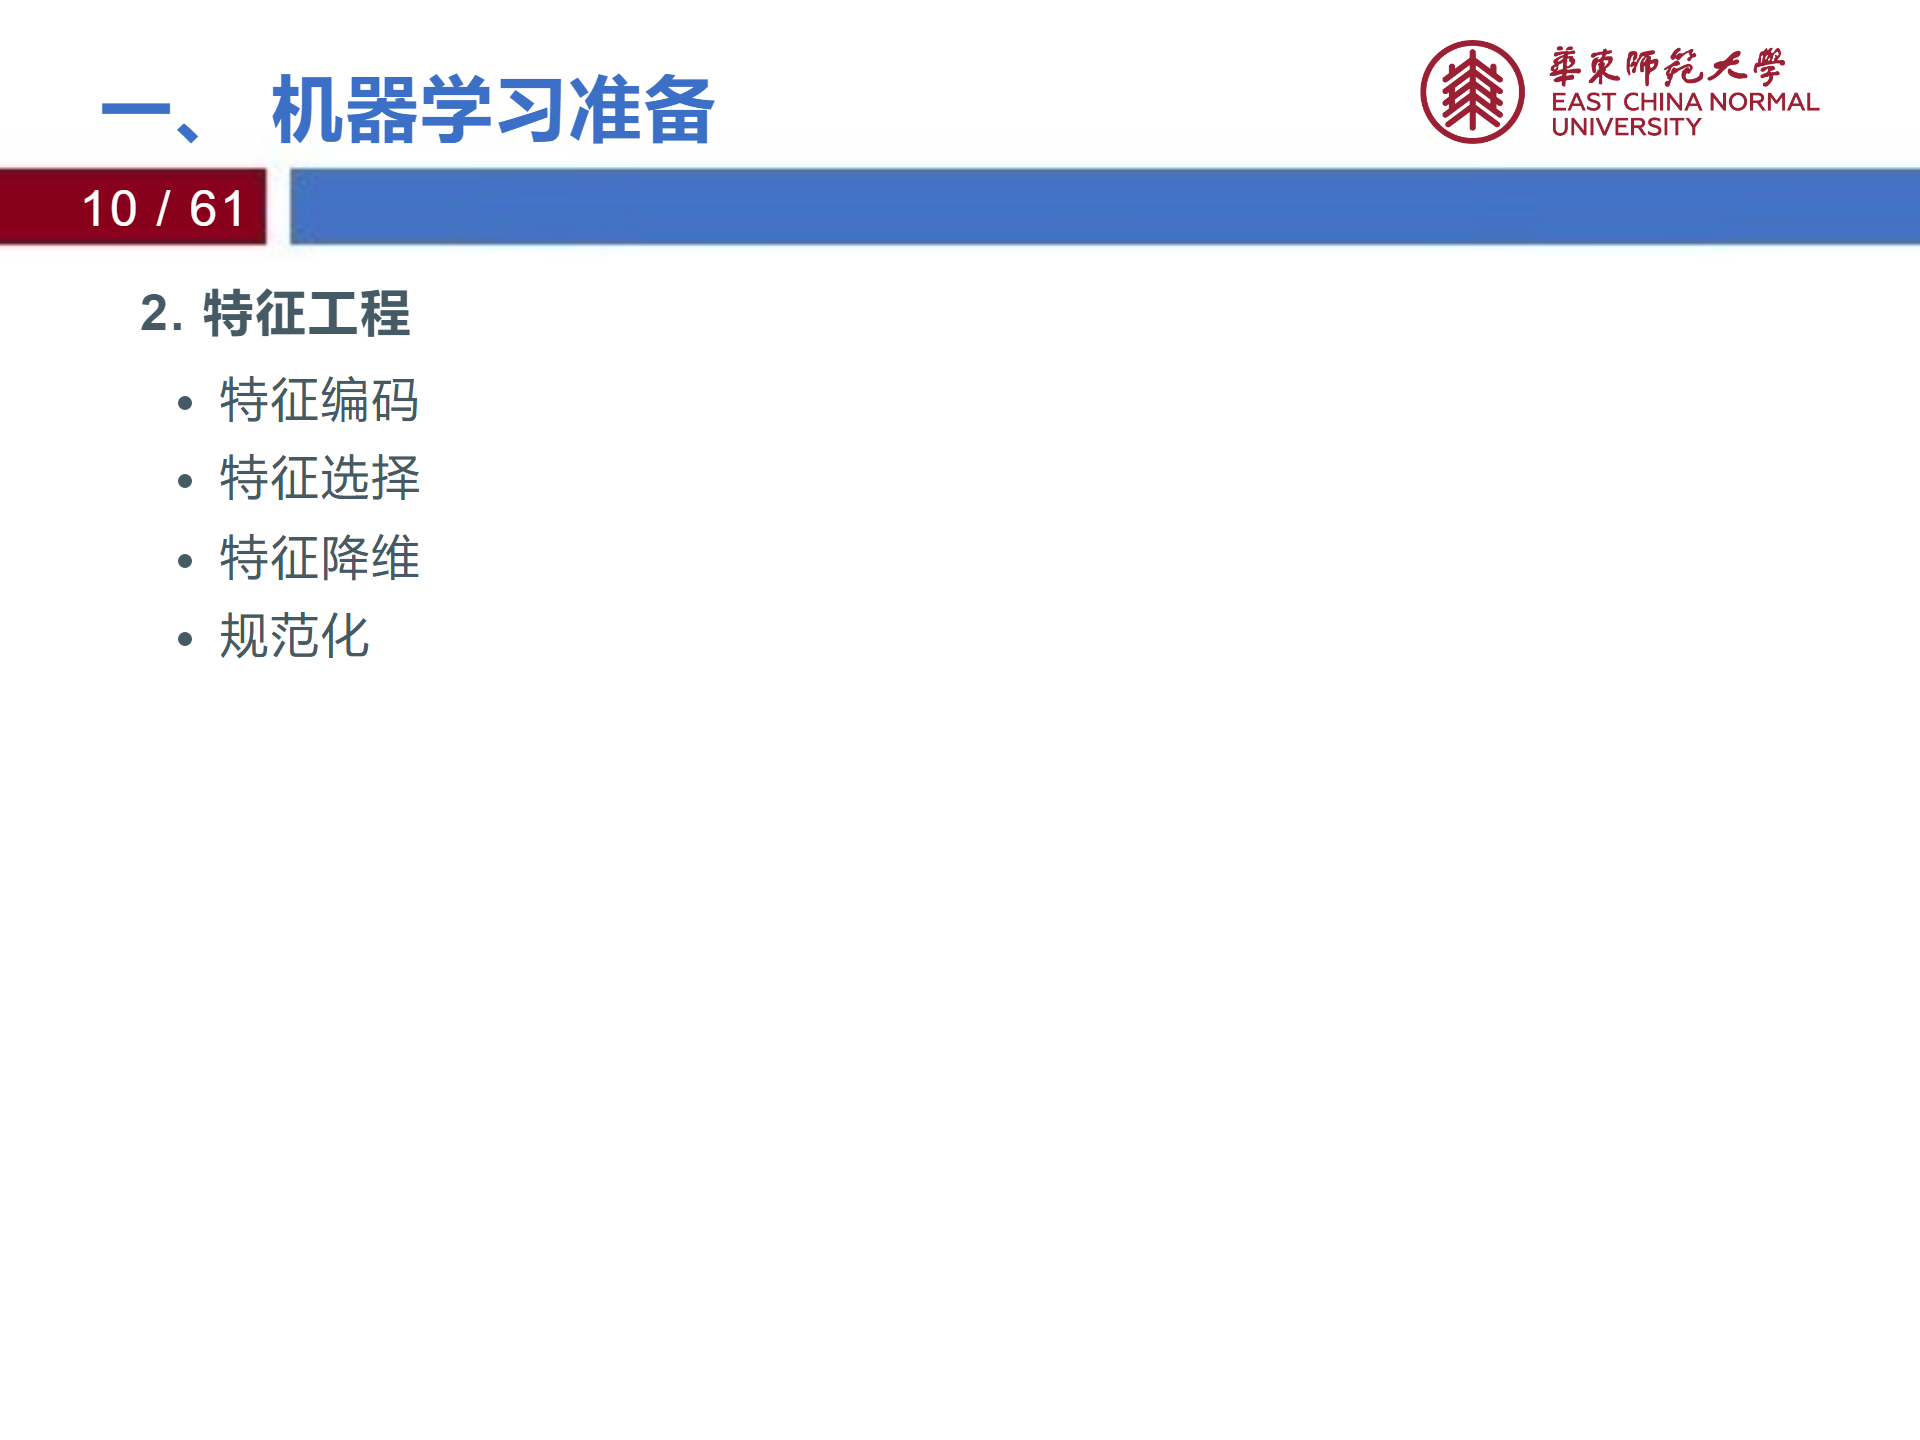 一、 机器学习准备
華東師範大學
EAST CHINA NORMAL
UNIVERSITY
10 / 61
2. 特征工程
• 特征编码
• 特征选择
• 特征降维
• 规范化